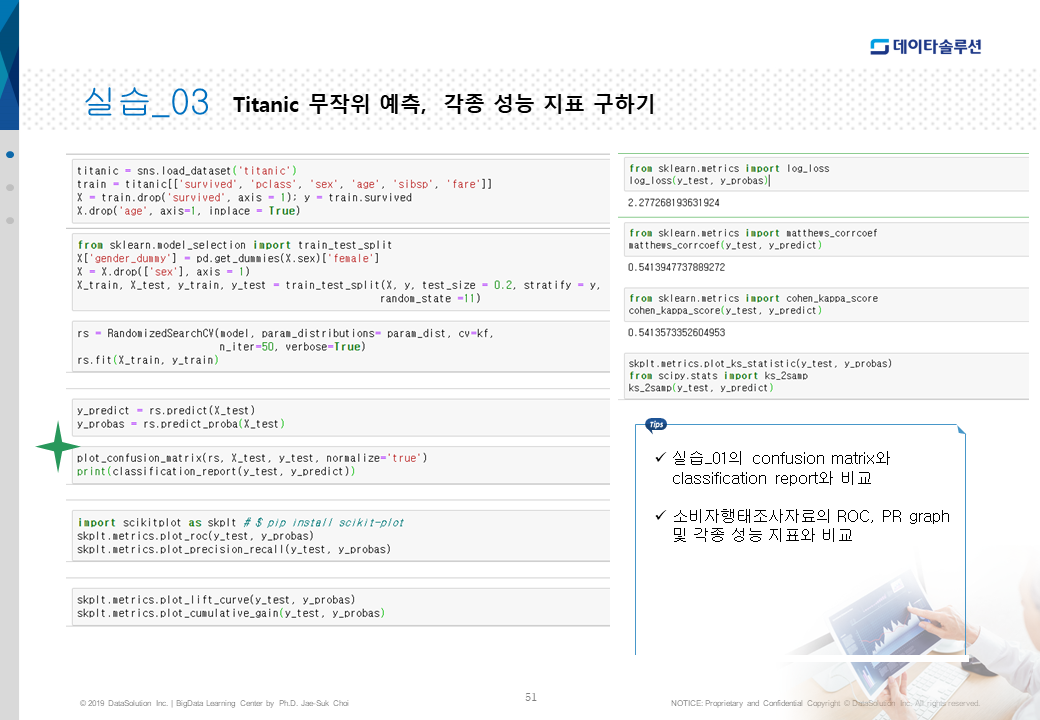 데이타솔루션
실습_03 Titanic 무작위 예측, 각종 성능 지표 구하기
titanic = sns.load_dataset('titanic')
train = titanic[['survived', 'pclass', 'sex', 'age', 'sibsp', 'fare']]
X = train.drop('survived', axis = 1); y = train.survived
X.drop('age', axis=1, inplace = True)
from sklearn.model_selection import train_test_split
X['gender_dummy'] = pd.get_dummies(X.sex)['female']
X = X.drop(['sex'], axis = 1)
X_train, X_test, y_train, y_test = train_test_split(X, y, test_size = 0.2, stratify = y,
random_state =11)
rs = RandomizedSearchCV(model, param_distributions= param_dist, cv=kf,
n_iter=50, verbose=True)
rs.fit(X_train, y_train)
y_predict = rs.predict(X_test)
y_probas = rs.predict_proba(X_test)
plot_confusion_matrix(rs, X_test, y_test, normalize='true')
print(classification_report(y_test, y_predict))
import scikitplot as skplt # $ pip install scikit-plot
skplt.metrics.plot_roc(y_test, y_probas)
skplt.metrics.plot_precision_recall(y_test, y_probas)
skplt.metrics.plot_lift_curve(y_test, y_probas)
skplt.metrics.plot_cumulative_gain(y_test, y_probas)
from sklearn.metrics import log_loss
log_loss(y_test, y_probas)
2.277268193631924
from sklearn.metrics import matthews_corrcoef
matthews_corrcoef(y_test, y_predict)
0.5413947737889272
from sklearn.metrics import cohen_kappa_score
cohen_kappa_score(y_test, y_predict)
0.5413573352604953
skplt.metrics.plot_ks_statistic(y_test, y_probas)
from scipy.stats import ks_2samp
ks_2samp(y_test, y_predict)
Tips
✓ 실습_01의 confusion matrix와
classification report와 비교
✓ 소비자행태조사자료의 ROC, PR graph
및 각종 성능 지표와 비교
© 2019 DataSolution Inc. | BigData Learning Center by Ph.D. Jae-Suk Choi
51
NOTICE: Proprietary and Confidential Copyright © DataSolution Inc. All rights reserved.